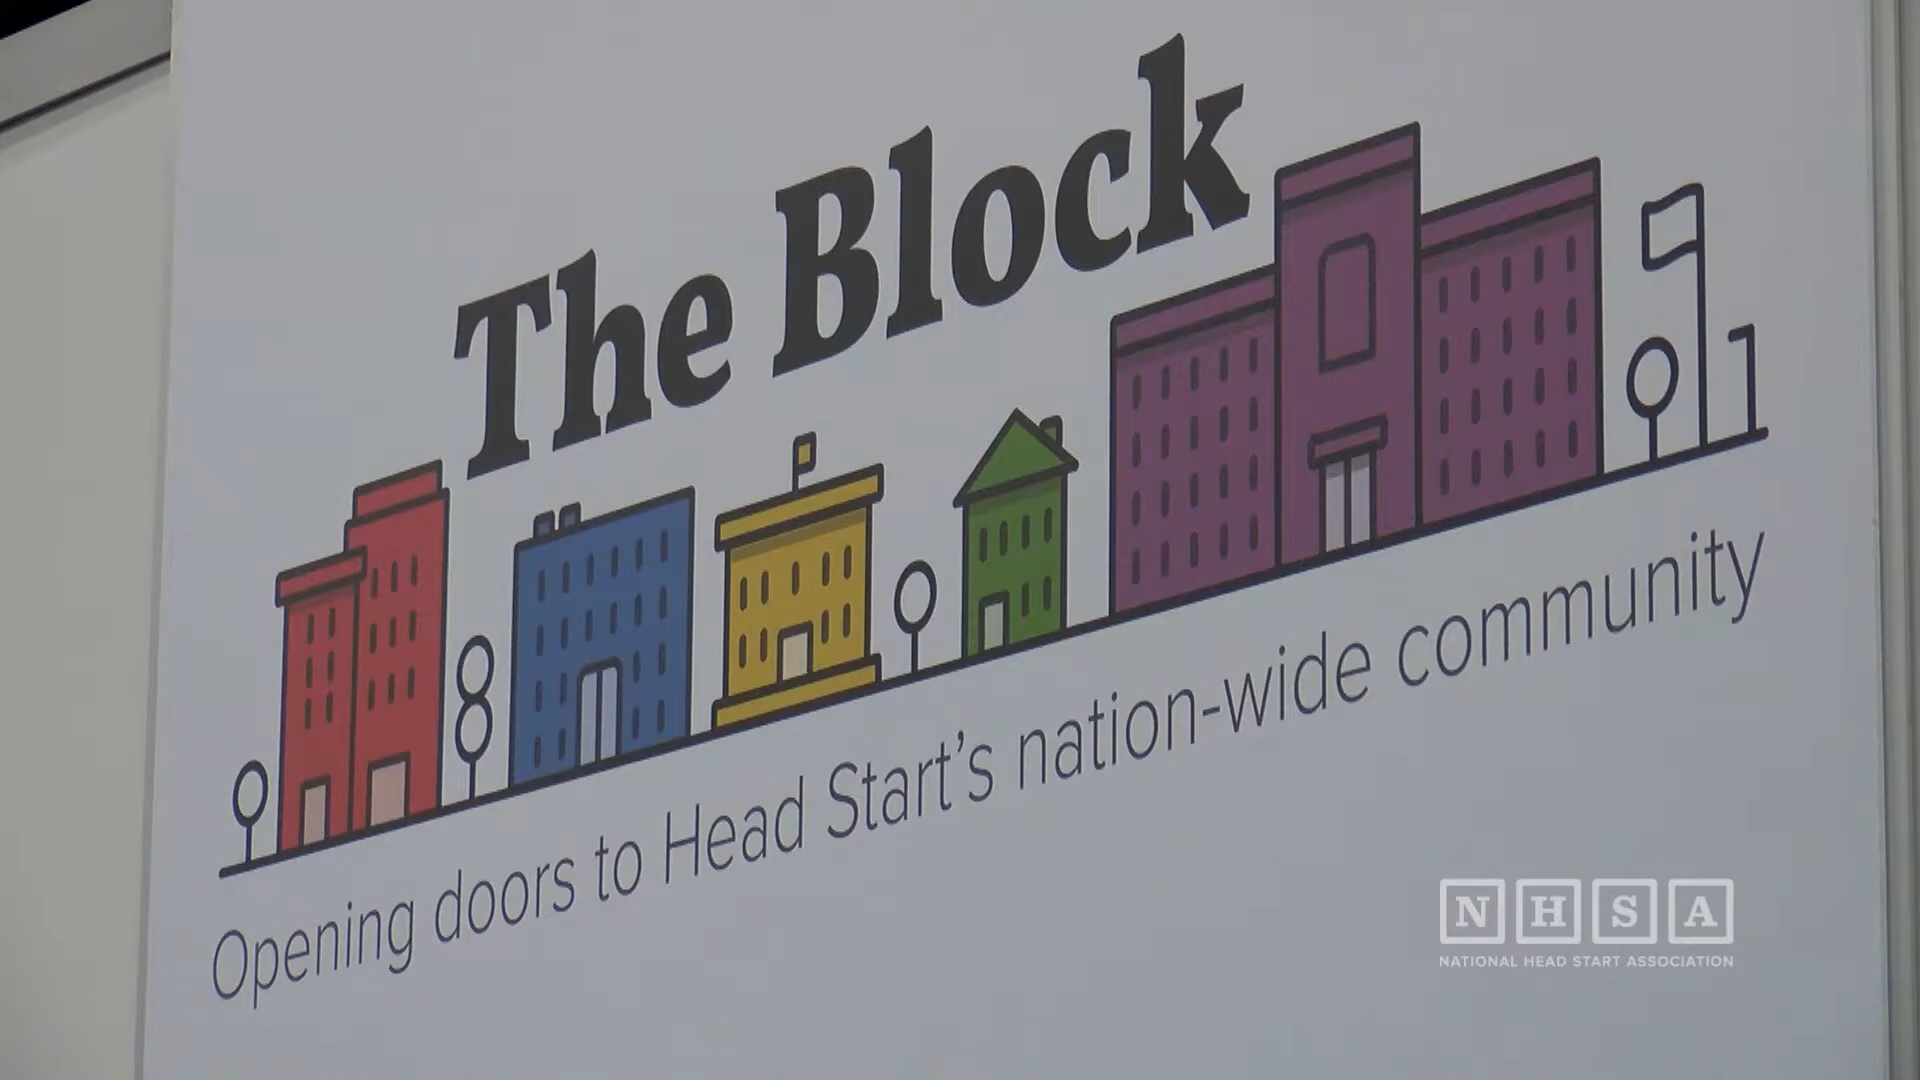 The Block
Opening doors to Head Start's nation-wide community
NHSA
NATIONAL HEAD START ASSOCIATION